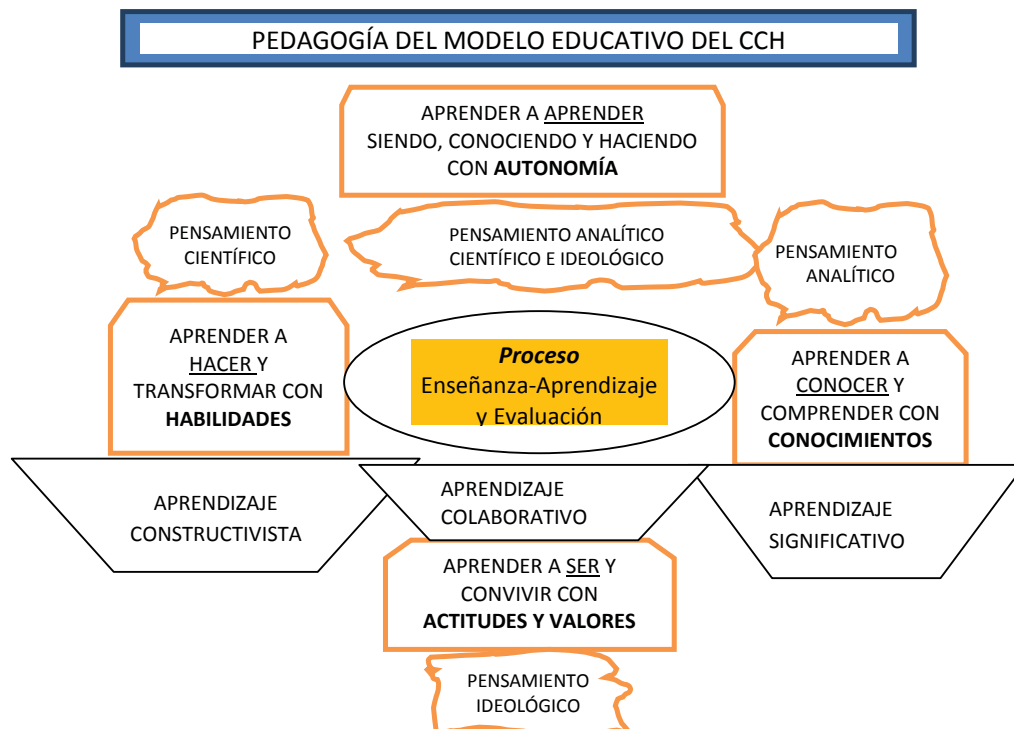 PEDAGOGÍA DEL MODELO EDUCATIVO DEL CCH
APRENDER A APRENDER
SIENDO, CONOCIENDO Y HACIENDO
CON AUTONOMÍA
PENSAMIENTO
CIENTÍFICO
PENSAMIENTO ANALÍTICO
CIENTÍFICO E IDEOLÓGICO
PENSAMIENTO
ANALÍTICO
APRENDER A
HACER Y
TRANSFORMAR CON
HABILIDADES
Proceso
Enseñanza-Aprendizaje
y Evaluación
APRENDER A
CONOCER Y
COMPRENDER CON
CONOCIMIENTOS
APRENDIZAJE
CONSTRUCTIVISTA
APRENDIZAJE
COLABORATIVO
APRENDIZAJE
SIGNIFICATIVO
APRENDER A SER Y
CONVIVIR CON
ACTITUDES Y VALORES
PENSAMIENTO
IDEOLÓGICO